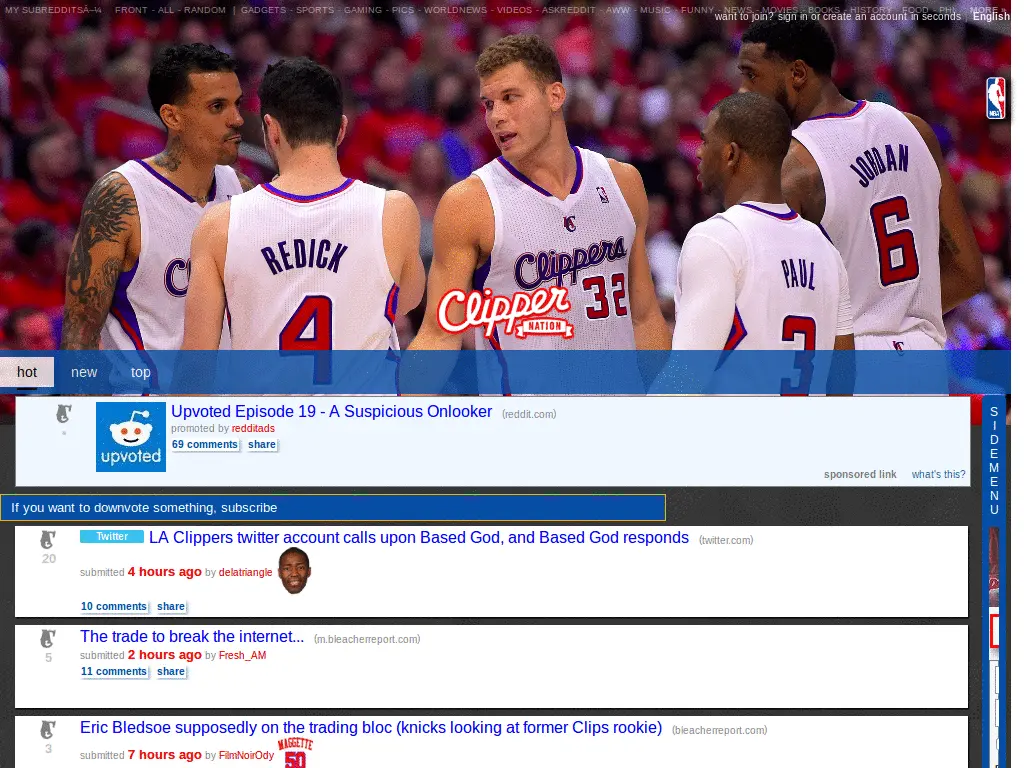 MY SUBREDDITSÂ¬¼ FRONT - ALL - RANDOM | GADGETS - SPORTS - GAMING - PICS - WORLDNEWS - VIDEOS - ASKREDDIT - AWW - MUSIC - FUNNY - NEWS - MOVIES - BOOKS - HISTORY - FOOD - PHI MORE »
want to join? sign in or create an account in seconds | English
NBA
JORDAN
6
REDICK
4
Clippers
32
PAUL
3
Clipper
NATION
hot new top
Upvoted Episode 19 - A Suspicious Onlooker (reddit.com)
promoted by redditads
69 comments share
upvoted
sponsored link what's this?
SIDEMENU
If you want to downvote something, subscribe
20
Twitter LA Clippers twitter account calls upon Based God, and Based God responds (twitter.com)
submitted 4 hours ago by delatriangle
10 comments share
5
The trade to break the internet... (m.bleacherreport.com)
submitted 2 hours ago by Fresh_AM
11 comments share
3
Eric Bledsoe supposedly on the trading bloc (knicks looking at former Clips rookie) (bleacherreport.com)
submitted 7 hours ago by FilmNoirOdy
MAGGETTE
50